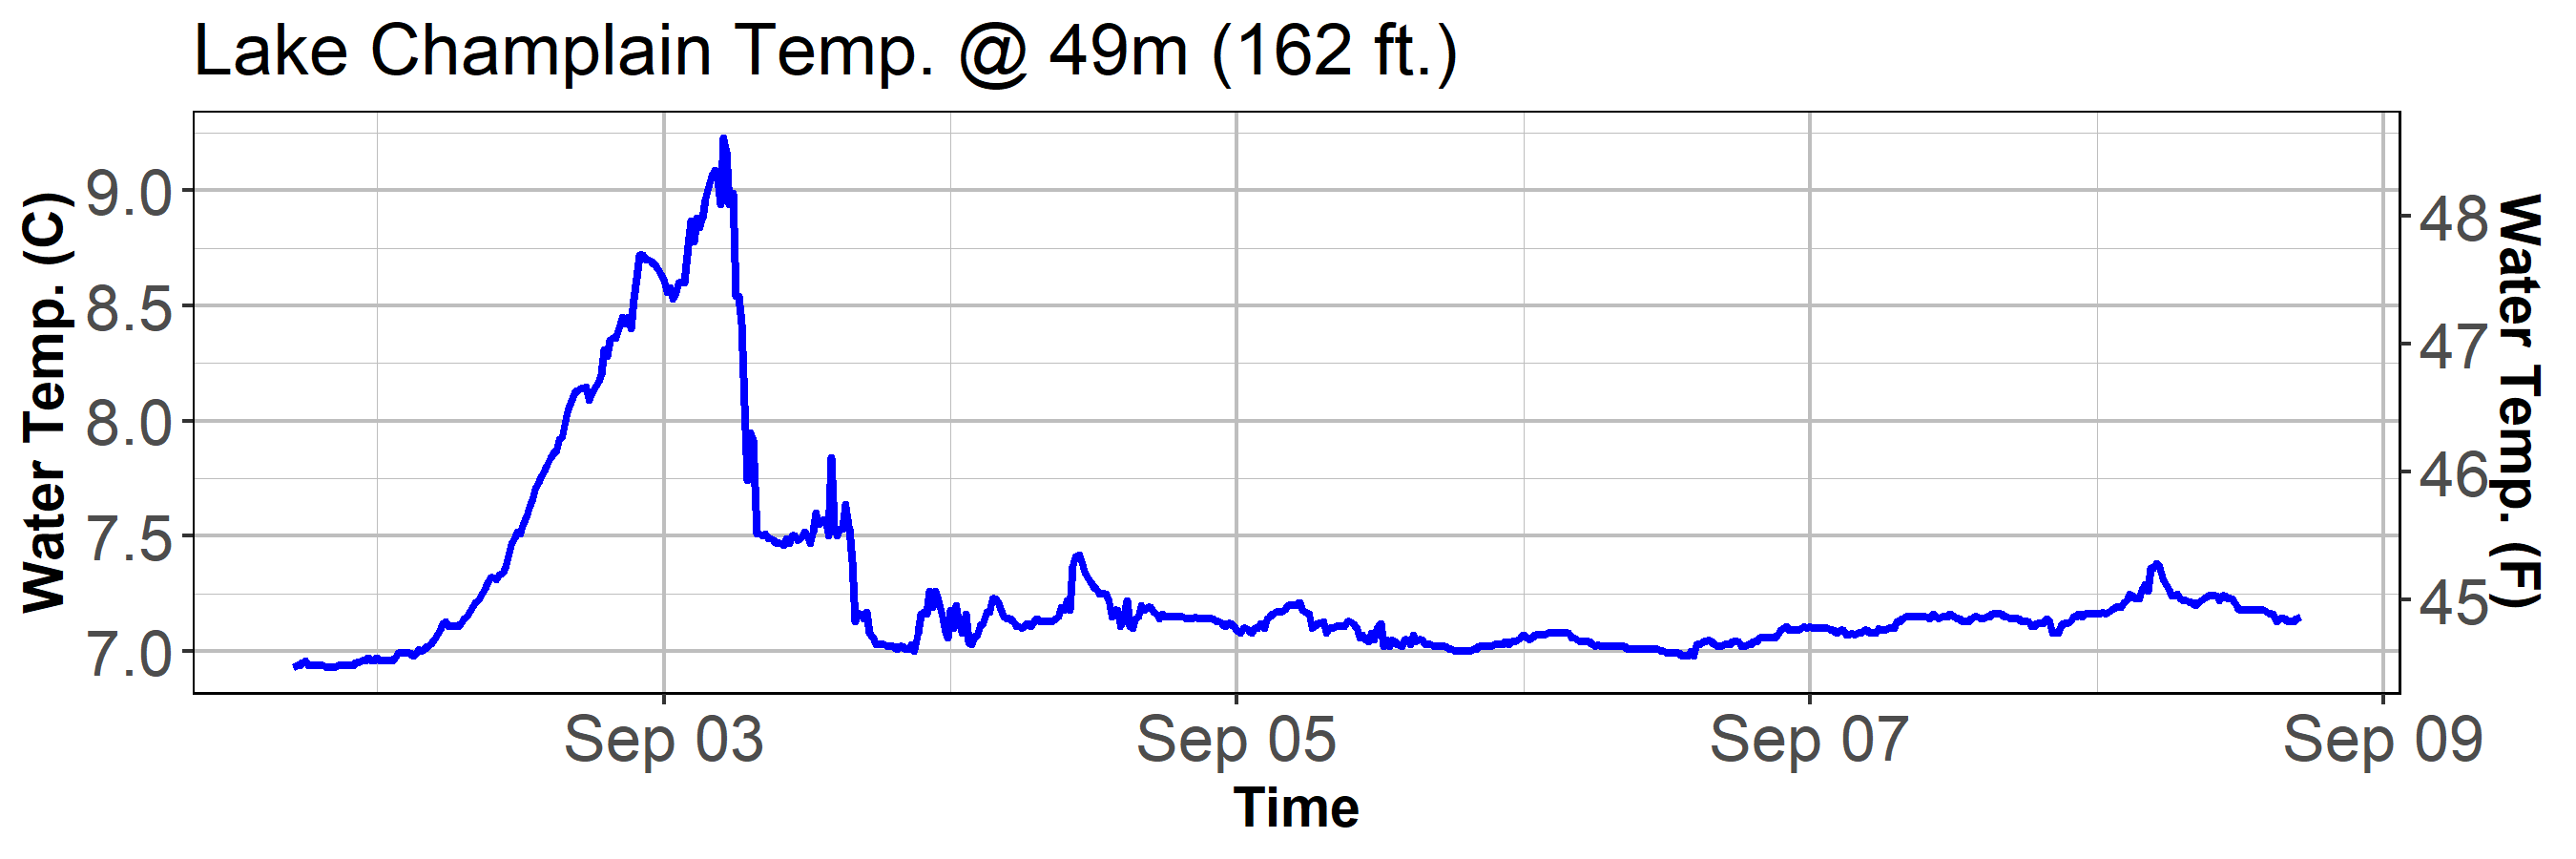 Lake Champlain Temp. @ 49m (162 ft.)
Water Temp. (C)
9.0
8.5
8.0
7.5
7.0
48
47
46
45
Water Temp. (F)
Sep 03
Sep 05
Sep 07
Sep 09
Time